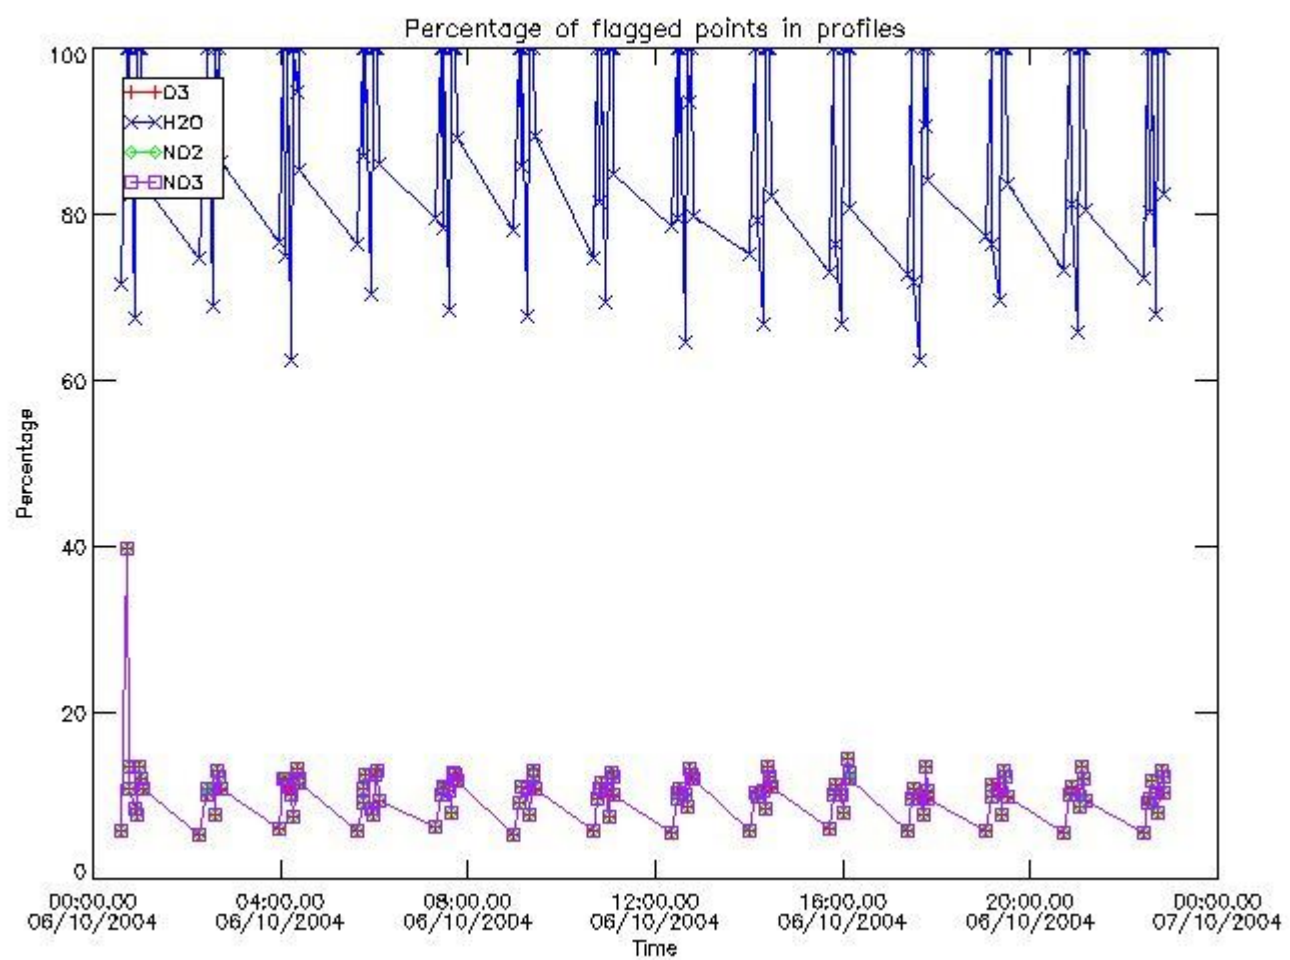 Percentage of flagged points in profiles
100
O3
H2O
NO2
NO3
80
60
Percentage
40
20
0
00:00.00 04:00.00 08:00.00 12:00.00 16:00.00 20:00.00 00:00.00
06/10/2004 06/10/2004 06/10/2004 06/10/2004 06/10/2004 06/10/2004 07/10/2004
Time